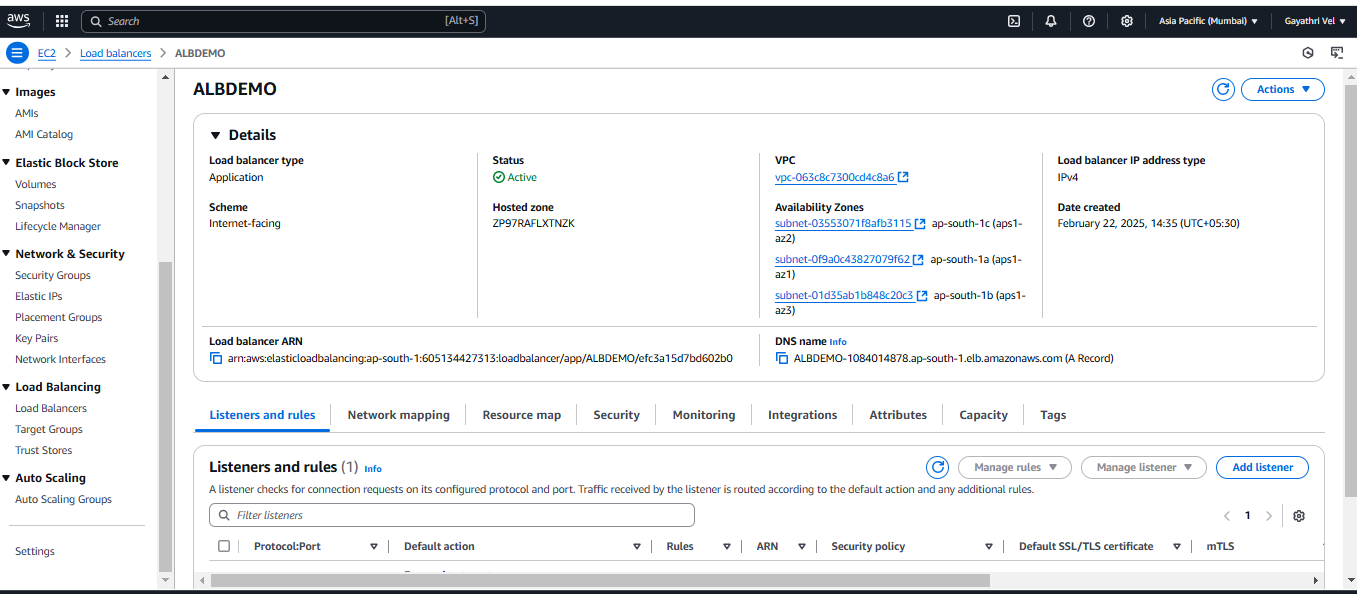 aws
Search [Alt+S]
Asia Pacific (Mumbai)
Gayathri Vel
EC2 > Load balancers > ALBDEMO
Images
AMIs
AMI Catalog
Elastic Block Store
Volumes
Snapshots
Lifecycle Manager
Network & Security
Security Groups
Elastic IPs
Placement Groups
Key Pairs
Network Interfaces
Load Balancing
Load Balancers
Target Groups
Trust Stores
Auto Scaling
Auto Scaling Groups
Settings
ALBDEMO
Actions
Details
Load balancer type
Application
Scheme
Internet-facing
Status
Active
Hosted zone
ZP97RAFLXTNZK
VPC
vpc-063c8c7300cd4c8a6
Availability Zones
subnet-03553071f8afb3115 ap-south-1c (aps1-
az2)
subnet-0f9a0c43827079f62 ap-south-1a (aps1-
az1)
subnet-01d35ab1b848c20c3 ap-south-1b (aps1-
az3)
Load balancer IP address type
IPv4
Date created
February 22, 2025, 14:35 (UTC+05:30)
Load balancer ARN
arn:aws:elasticloadbalancing:ap-south-1:605134427313:loadbalancer/app/ALBDEMO/efc3a15d7bd602b0
DNS name Info
ALBDEMO-1084014878.ap-south-1.elb.amazonaws.com (A Record)
Listeners and rules Network mapping Resource map Security Monitoring Integrations Attributes Capacity Tags
Listeners and rules (1) Info
Manage rules
Manage listener
Add listener
A listener checks for connection requests on its configured protocol and port. Traffic received by the listener is routed according to the default action and any additional rules.
Filter listeners
1
Protocol:Port Default action Rules ARN Security policy Default SSL/TLS certificate mTLS